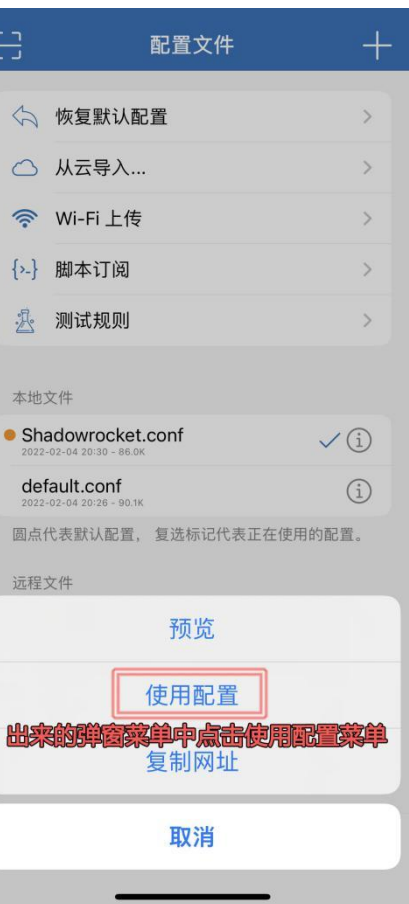 配置文件
恢复默认配置
从云导入...
Wi-Fi 上传
{>-} 脚本订阅
测试规则
本地文件
Shadowrocket.conf
2022-02-04 20:30 - 86.0K
default.conf
2022-02-04 20:26 - 90.1K
圆点代表默认配置， 复选标记代表正在使用的配置。
远程文件
预览
使用配置
出来的弹窗菜单中点击使用配置菜单
复制网址
取消